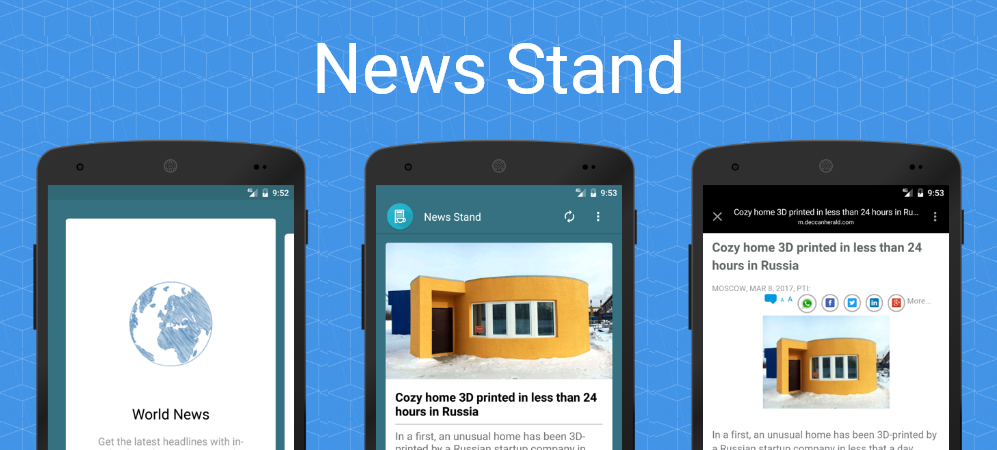 News Stand
9:52
World News
Get the latest headlines with in-
9:53
News Stand
Cozy home 3D printed in less than 24
hours in Russia
In a first, an unusual home has been 3D-
printed by a Russian startup company in
9:53
Cozy home 3D printed in less than 24 hours in Ru...
m.deccanherald.com
Cozy home 3D printed in less than 24
hours in Russia
MOSCOW, MAR 8, 2017, PTI:
A A
More...
In a first, an unusual home has been 3D-printed by
a Russian startup company in less that a day